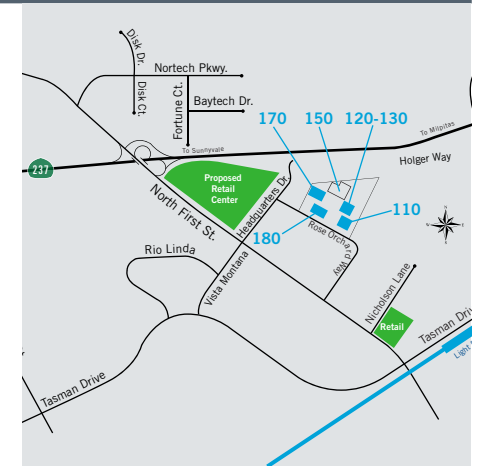 Disk Dr.
Nortech Pkwy.
Disk Ct.
Fortune Ct.
Baytech Dr.
170
150
120-130
To Sunnyvale
To Milpitas
Holger Way
237
Proposed
Retail
Center
North First St.
Headquarters Dr.
110
180
Rose Orchard Way
N
W
E
S
Rio Linda
Vista Montana
Nicholson Lane
Retail
Tasman Driv
Light
Tasman Drive